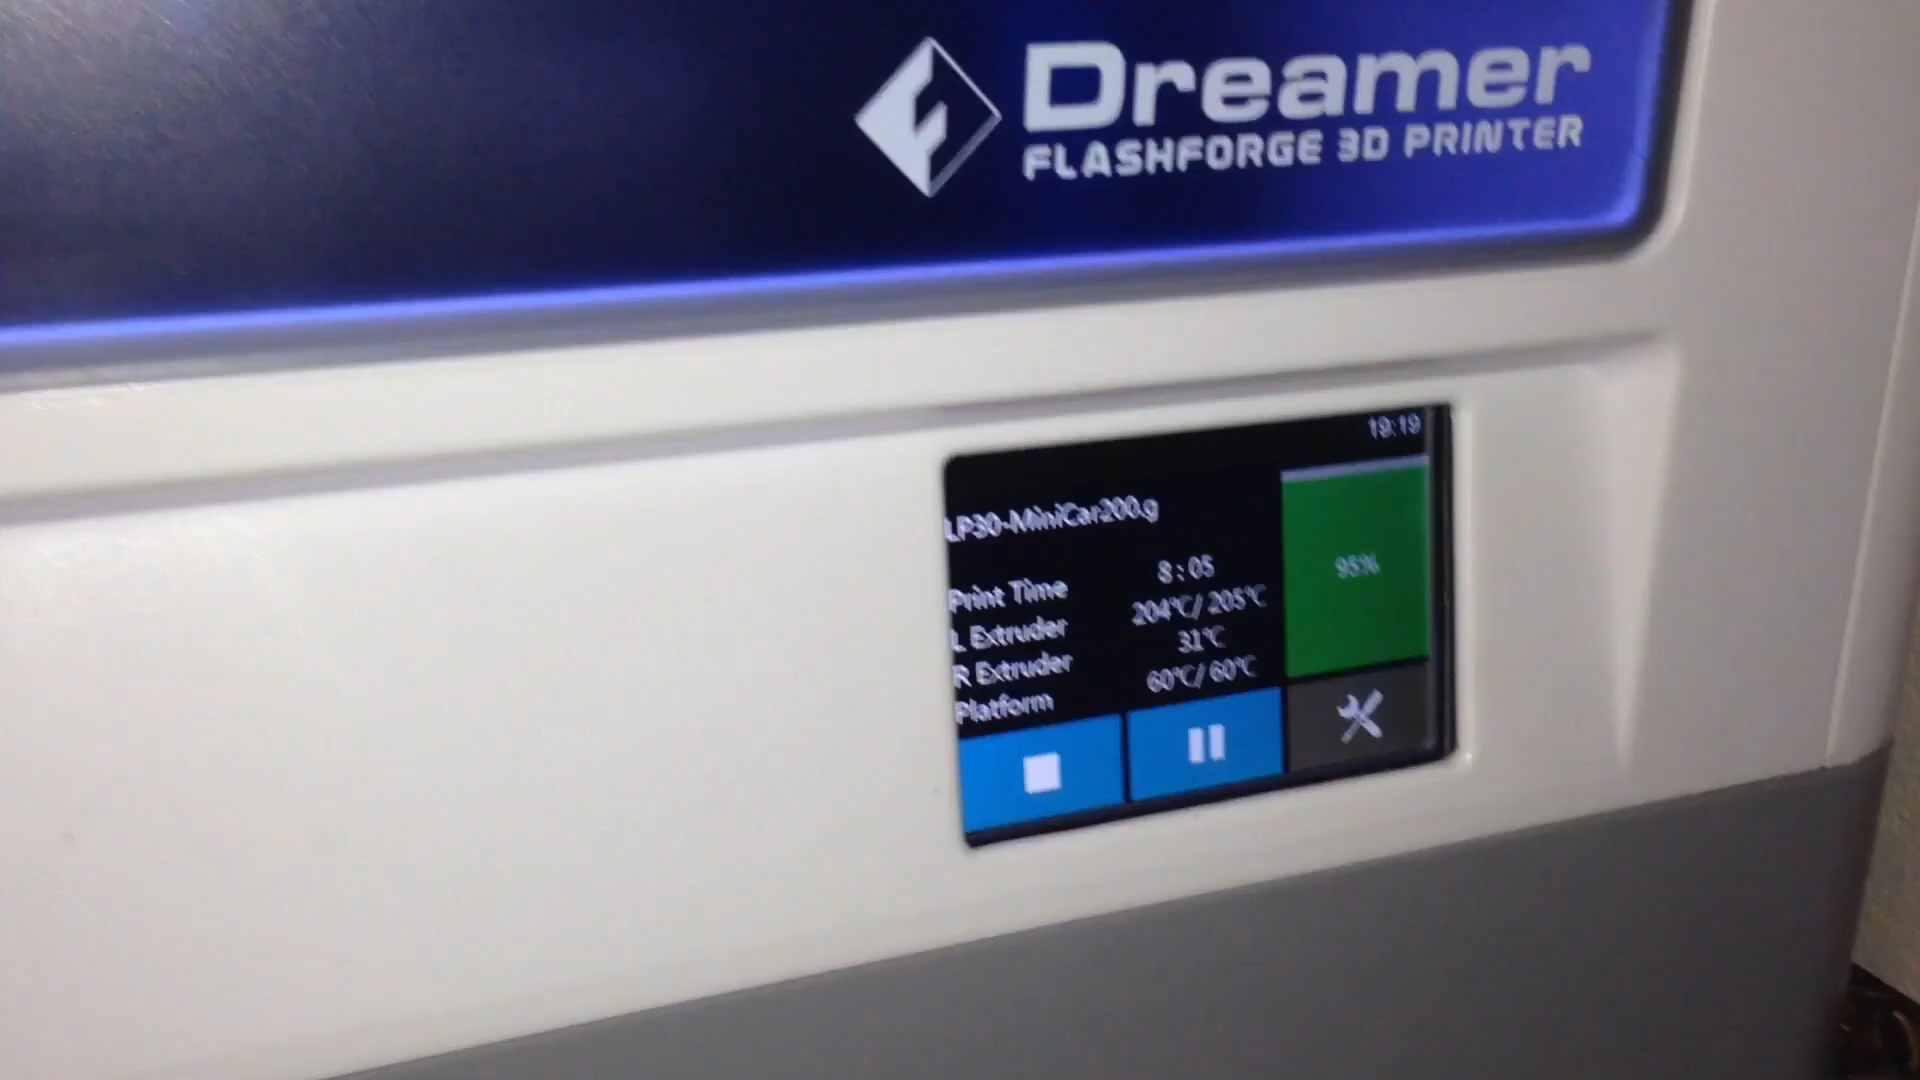 Dreamer
FLASHFORGE 3D PRINTER
19:19
LP30-MiniCar200.g
95%
Print Time 8:05
L Extruder 204°C/205°C
R Extruder 31°C
Platform 60°C/60°C